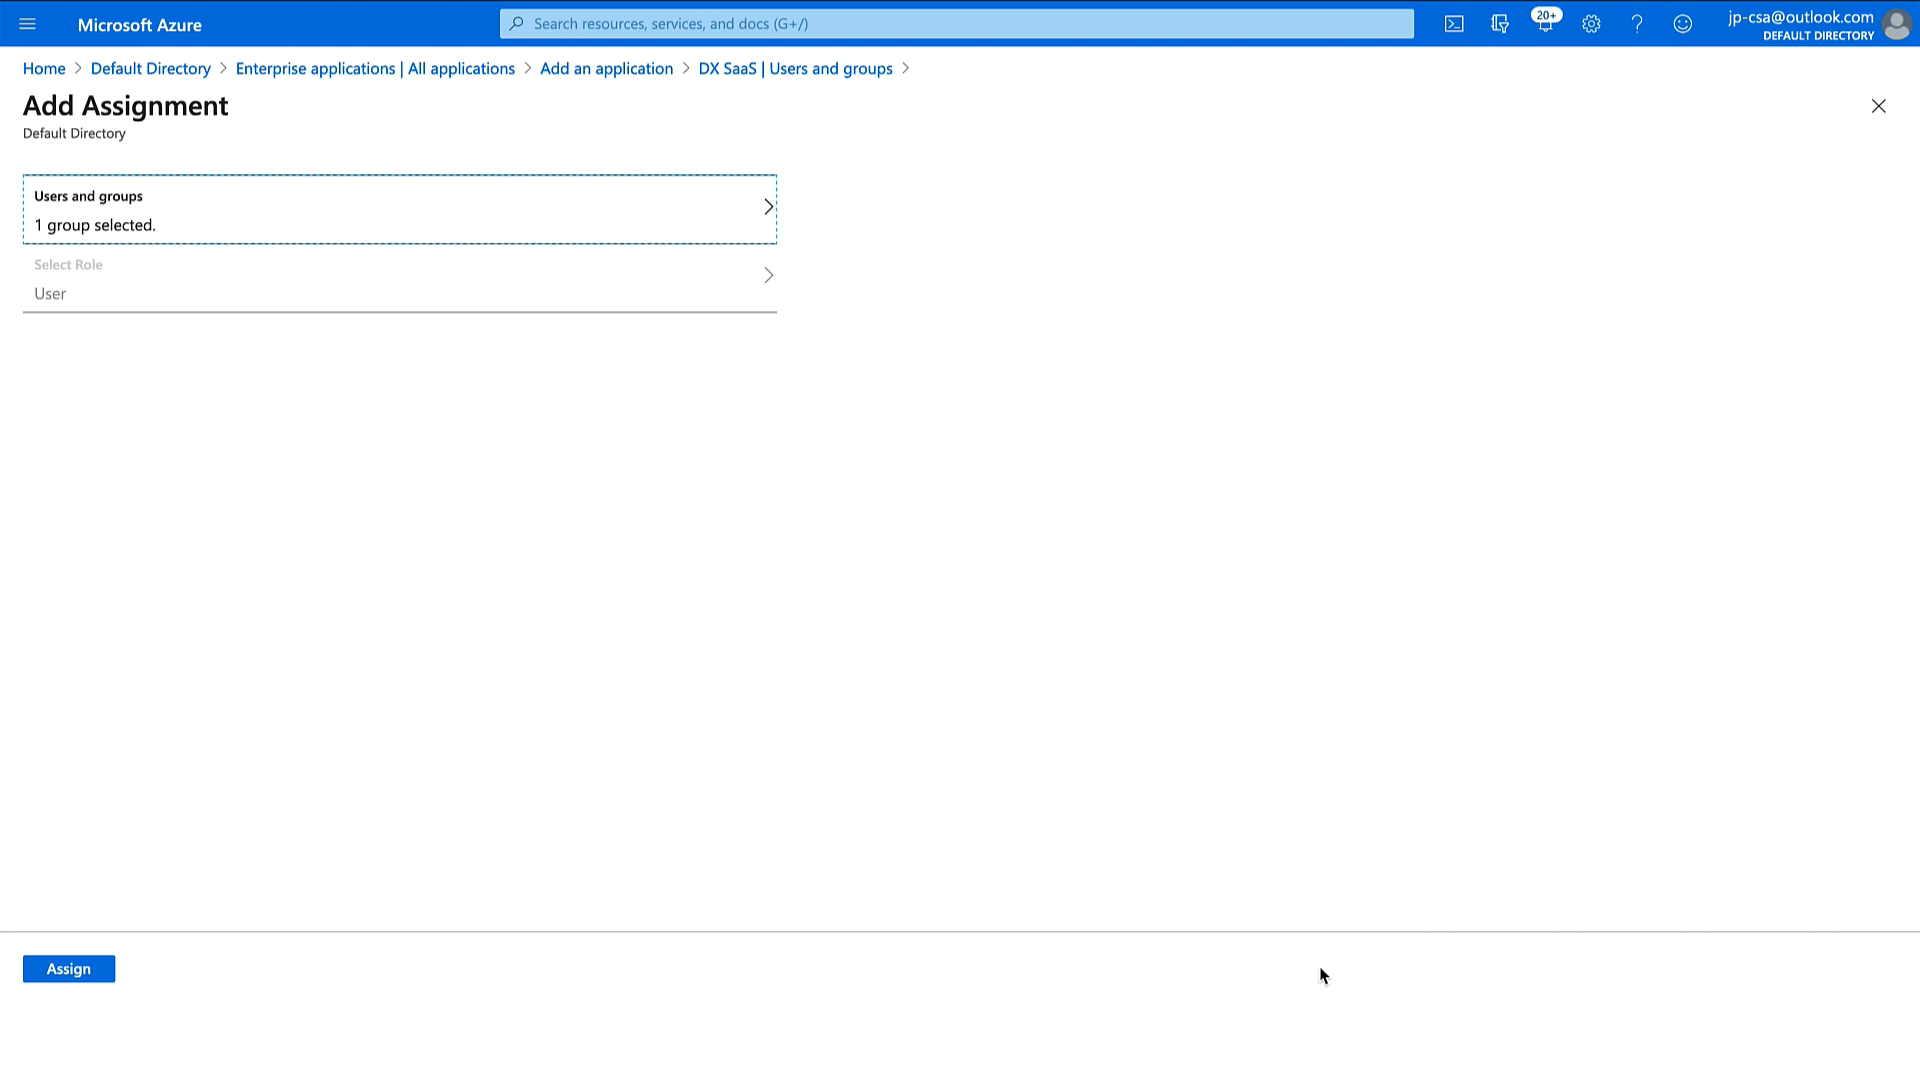 Microsoft Azure
Search resources, services, and docs (G+/)
20+
jp-csa@outlook.com
DEFAULT DIRECTORY
Home > Default Directory > Enterprise applications | All applications > Add an application > DX SaaS | Users and groups >
Add Assignment
Default Directory
Users and groups
1 group selected.
Select Role
User
Assign